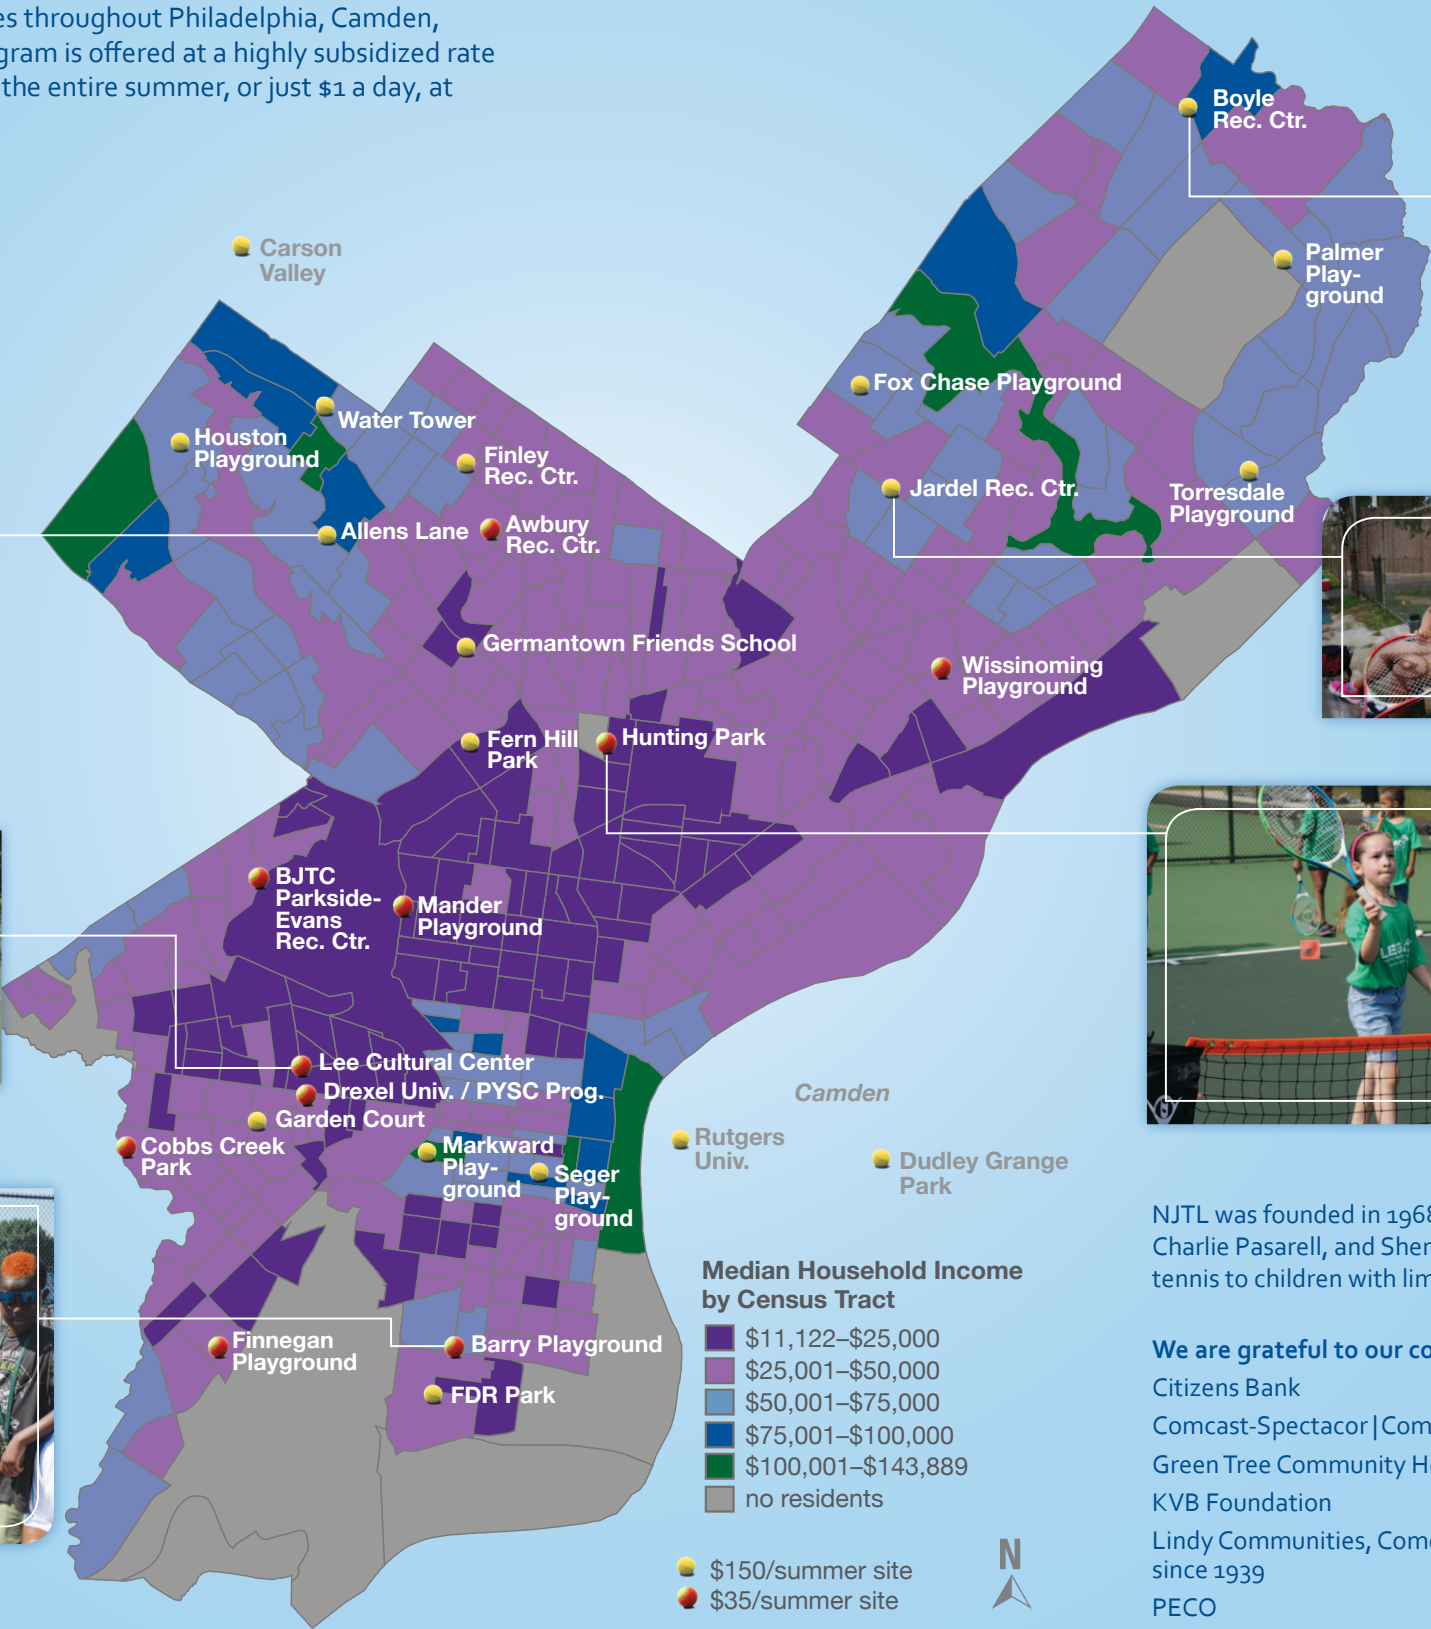 es throughout Philadelphia, Camden,
gram is offered at a highly subsidized rate
the entire summer, or just $1 a day, at
Boyle
Rec. Ctr.
Carson
Valley
Palmer
Play-
ground
Fox Chase Playground
Water Tower
Houston
Playground
Finley
Rec. Ctr.
Jardel Rec. Ctr.
Torresdale
Playground
Allens Lane
Awbury
Rec. Ctr.
Germantown Friends School
Wissinoming
Playground
Fern Hill
Park
Hunting Park
BJTC
Parkside-
Evans
Rec. Ctr.
Mander
Playground
LEGA
Lee Cultural Center
Drexel Univ. / PYSC Prog.
Garden Court
Cobbs Creek
Park
Markward
Play-
ground
Seger
Play-
ground
Camden
Rutgers
Univ.
Dudley Grange
Park
Finnegan
Playground
Barry Playground
FDR Park
Median Household Income
by Census Tract
$11,122–$25,000
$25,001–$50,000
$50,001–$75,000
$75,001–$100,000
$100,001–$143,889
no residents
$150/summer site
$35/summer site
N
NJTL was founded in 1968
Charlie Pasarell, and Sher
tennis to children with lim
We are grateful to our co
Citizens Bank
Comcast-Spectacor|Com
Green Tree Community He
KVB Foundation
Lindy Communities, Come
since 1939
PECO